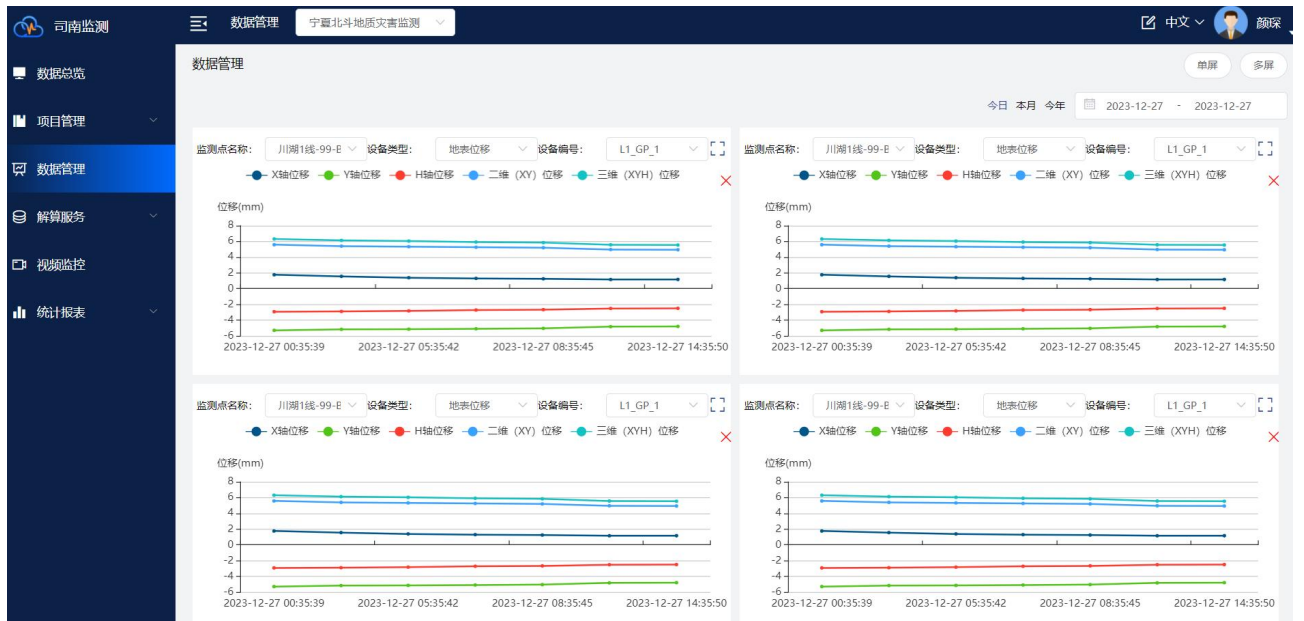 司南监测
数据管理 宁夏北斗地质灾害监测
中文 颜琛
数据总览
项目管理
数据管理
解算服务
视频监控
统计报表
数据管理
单屏 多屏
今日 本月 今年 2023-12-27 - 2023-12-27
监测点名称: 川湖1线-99-E 设备类型: 地表位移 设备编号: L1_GP_1
X轴位移 Y轴位移 H轴位移 二维（XY）位移 三维（XYH）位移
位移(mm)
8
6
4
2
0
-2
-4
-6
2023-12-27 00:35:39 2023-12-27 05:35:42 2023-12-27 08:35:45 2023-12-27 14:35:50
监测点名称: 川湖1线-99-E 设备类型: 地表位移 设备编号: L1_GP_1
X轴位移 Y轴位移 H轴位移 二维（XY）位移 三维（XYH）位移
位移(mm)
8
6
4
2
0
-2
-4
-6
2023-12-27 00:35:39 2023-12-27 05:35:42 2023-12-27 08:35:45 2023-12-27 14:35:50
监测点名称: 川湖1线-99-E 设备类型: 地表位移 设备编号: L1_GP_1
X轴位移 Y轴位移 H轴位移 二维（XY）位移 三维（XYH）位移
位移(mm)
8
6
4
2
0
-2
-4
-6
2023-12-27 00:35:39 2023-12-27 05:35:42 2023-12-27 08:35:45 2023-12-27 14:35:50
监测点名称: 川湖1线-99-E 设备类型: 地表位移 设备编号: L1_GP_1
X轴位移 Y轴位移 H轴位移 二维（XY）位移 三维（XYH）位移
位移(mm)
8
6
4
2
0
-2
-4
-6
2023-12-27 00:35:39 2023-12-27 05:35:42 2023-12-27 08:35:45 2023-12-27 14:35:50